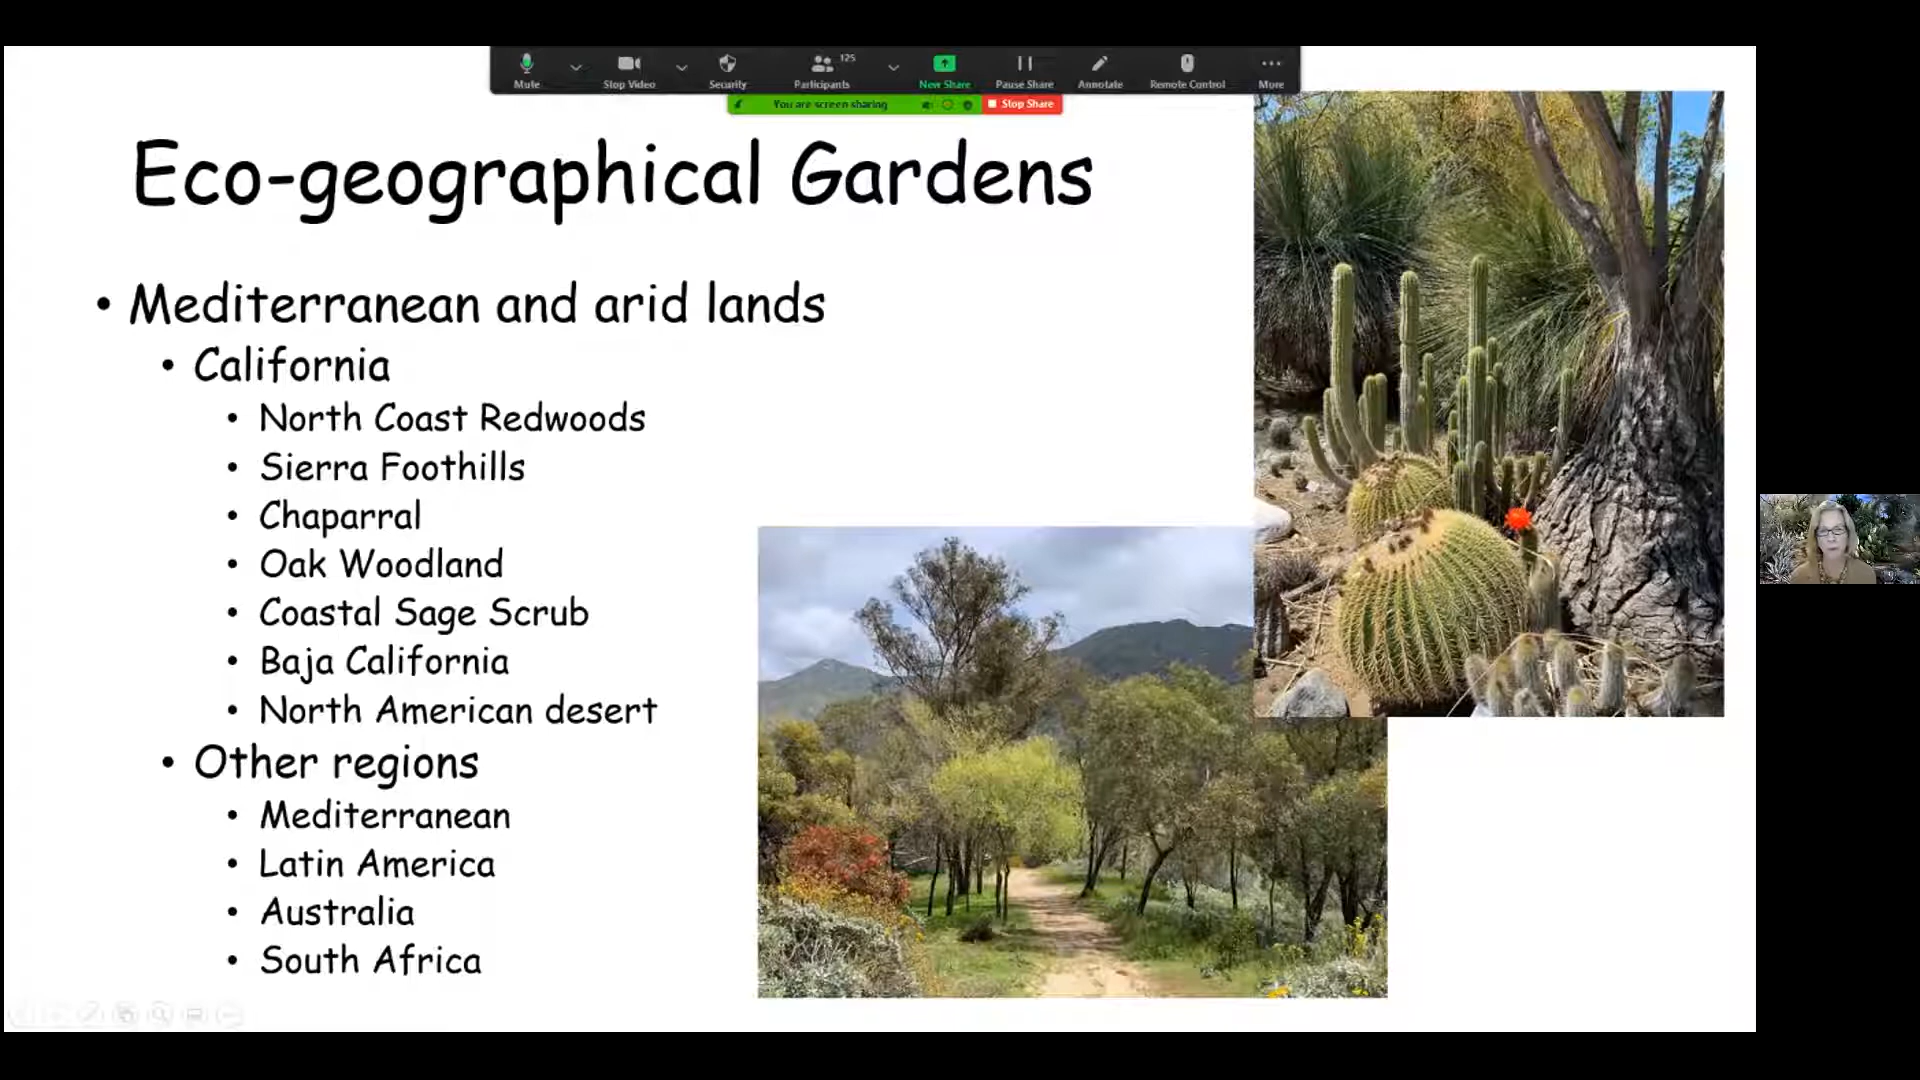 125
Mute
Stop Video
Security
Participants
New Share
Pause Share
Annotate
Remote Control
More
You are screen sharing
Stop Share
Eco-geographical Gardens
• Mediterranean and arid lands
• California
• North Coast Redwoods
• Sierra Foothills
• Chaparral
• Oak Woodland
• Coastal Sage Scrub
• Baja California
• North American desert
• Other regions
• Mediterranean
• Latin America
• Australia
• South Africa